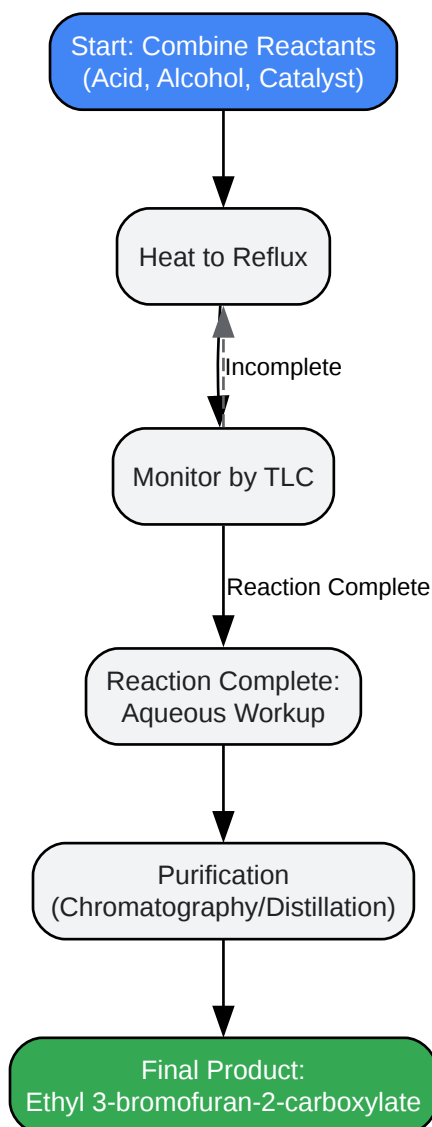 Start: Combine Reactants
(Acid, Alcohol, Catalyst)
Heat to Reflux
Incomplete
Monitor by TLC
Reaction Complete
Reaction Complete:
Aqueous Workup
Purification
(Chromatography/Distillation)
Final Product:
Ethyl 3-bromofuran-2-carboxylate